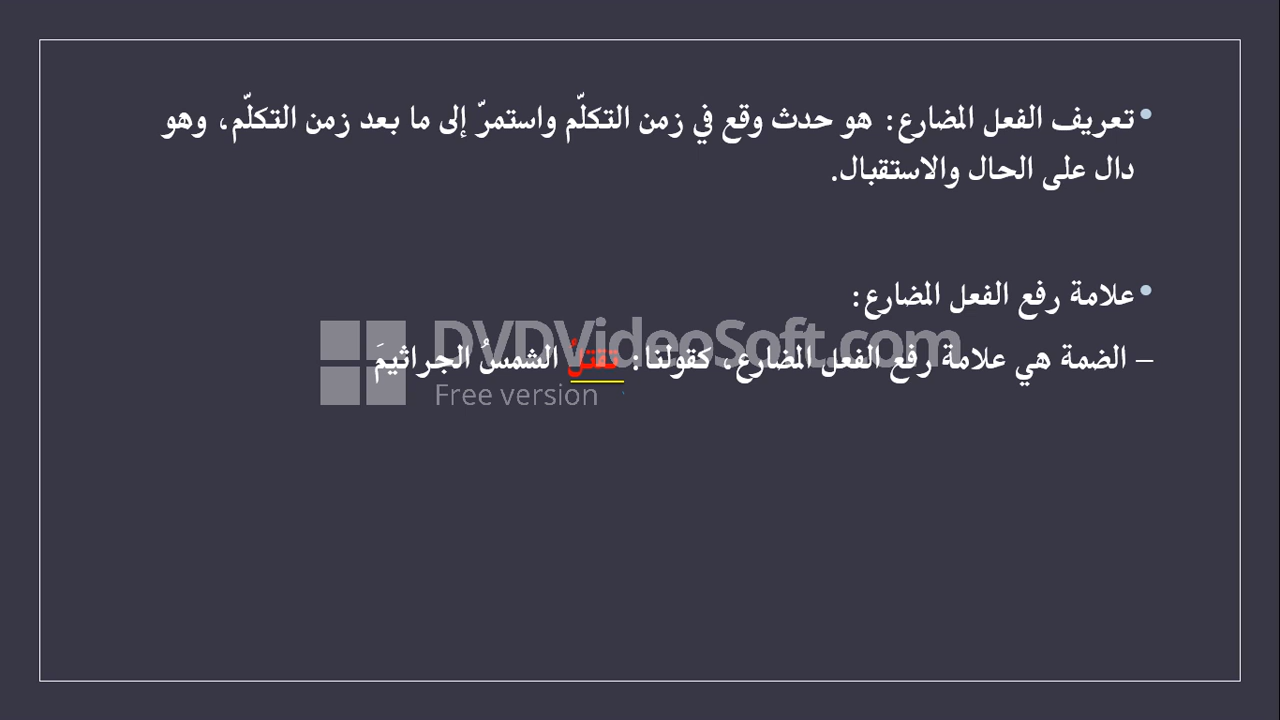 •تعريف الفعل المضارع: هو حدث وقع في زمن التكلّم واستمرّ إلى ما بعد زمن التكلّم، وهو
دال على الحال والاستقبال.
•علامة رفع الفعل المضارع:
– الضمة هي علامة رفع الفعل المضارع، كقولنا: تقتلُ الشمسُ الجراثيمَ
DVDVideoSoft.com
Free version